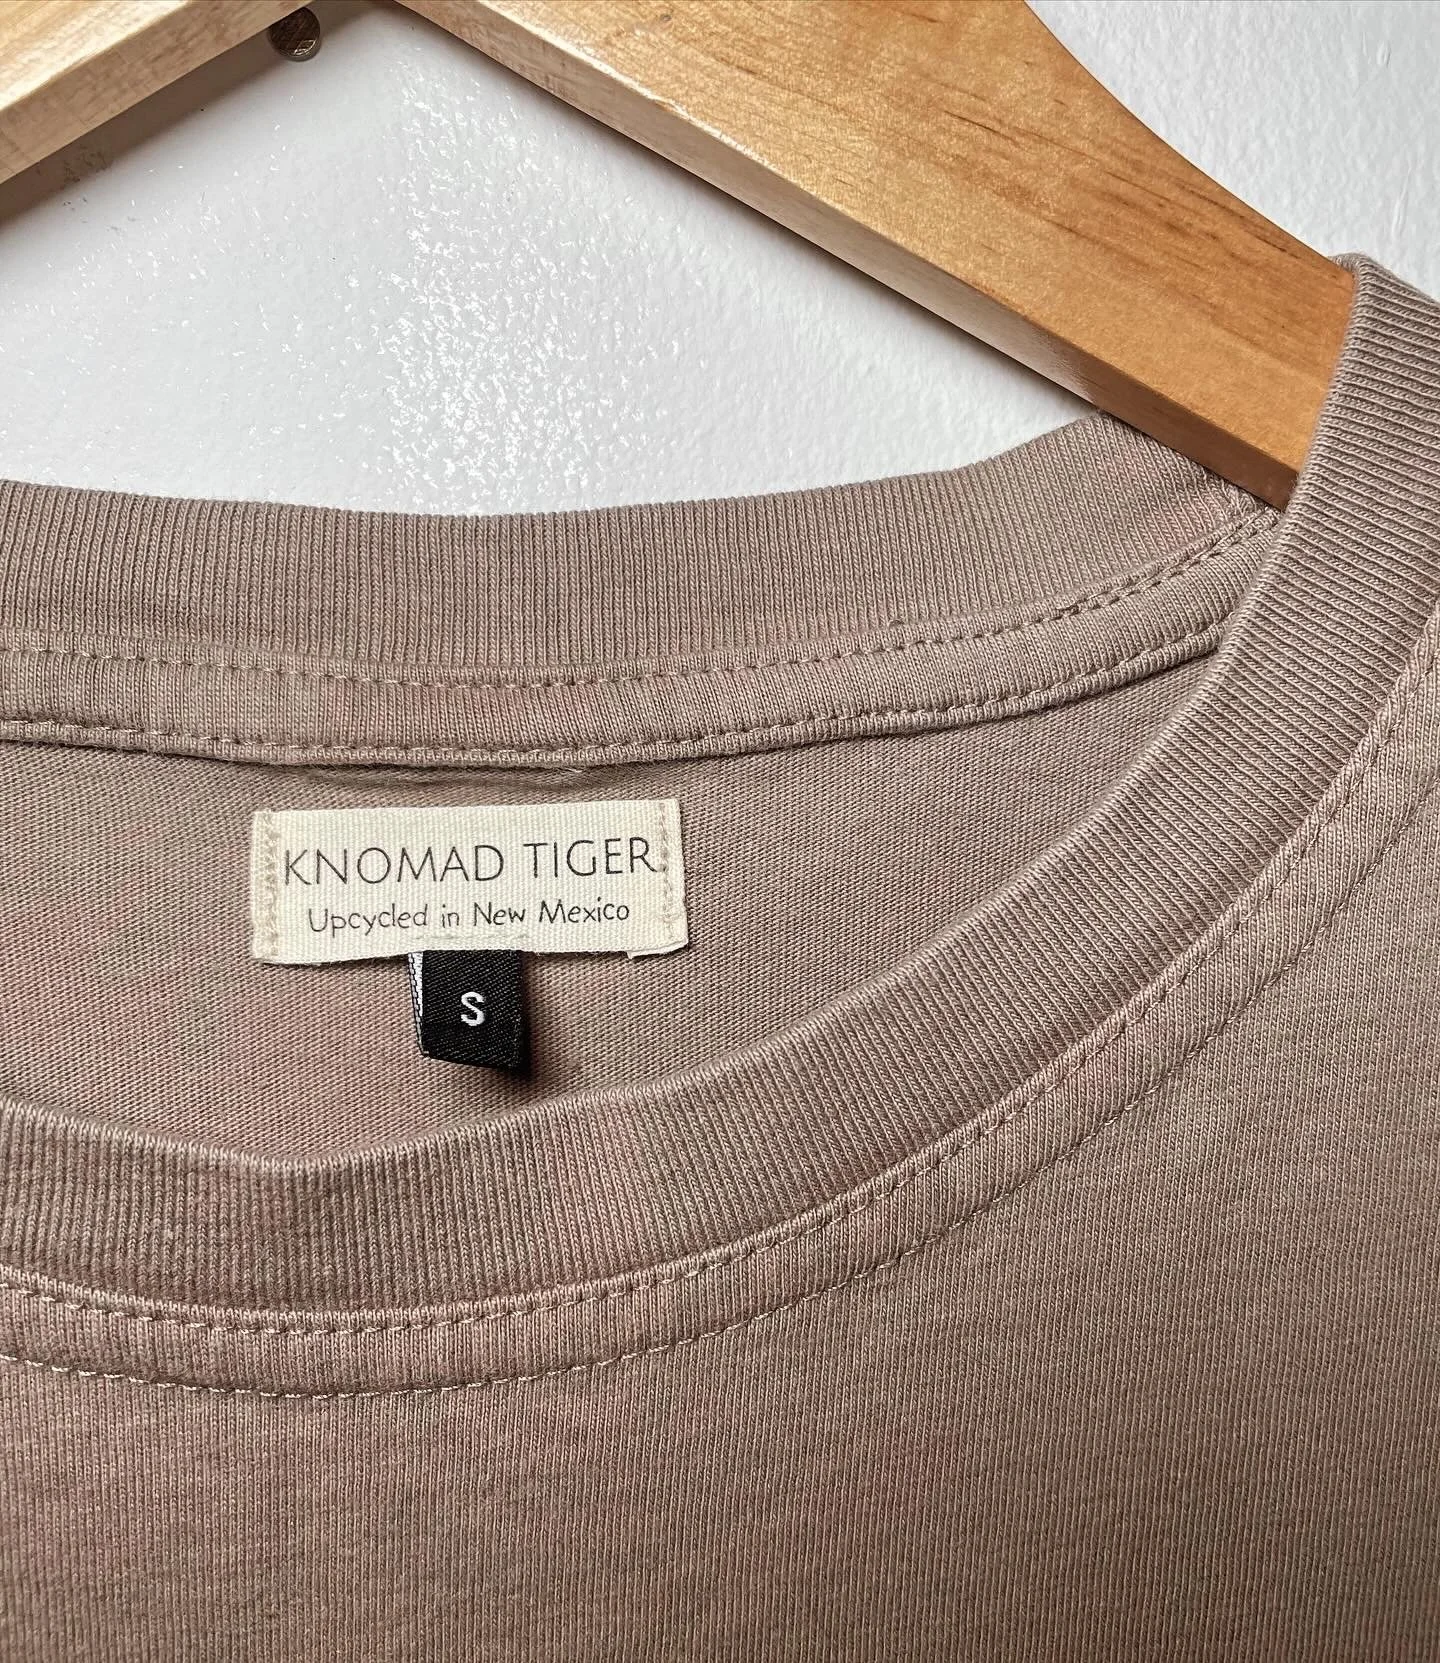 KNOMAD TIGER
Upcycled in New Mexico
S